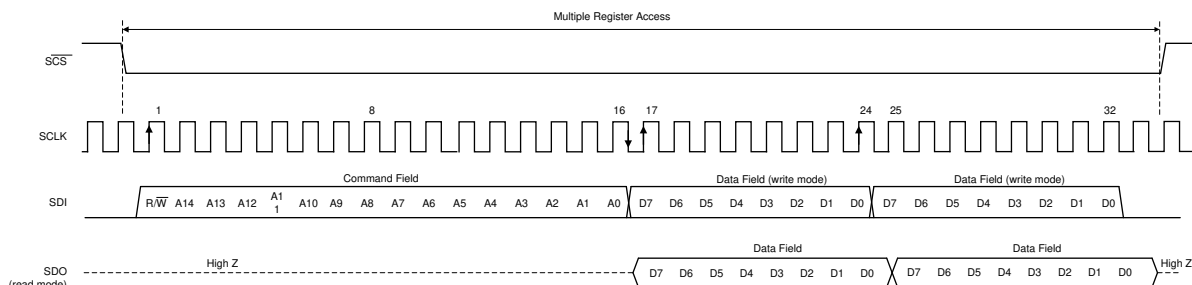 Multiple Register Access
SCS
1 8 16 17 24 25 32
SCLK
Command Field Data Field (write mode) Data Field (write mode)
SDI R/W A14 A13 A12 A11 A10 A9 A8 A7 A6 A5 A4 A3 A2 A1 A0 D7 D6 D5 D4 D3 D2 D1 D0 D7 D6 D5 D4 D3 D2 D1 D0
Data Field Data Field
High Z High Z
SDO D7 D6 D5 D4 D3 D2 D1 D0 D7 D6 D5 D4 D3 D2 D1 D0
(read mode)